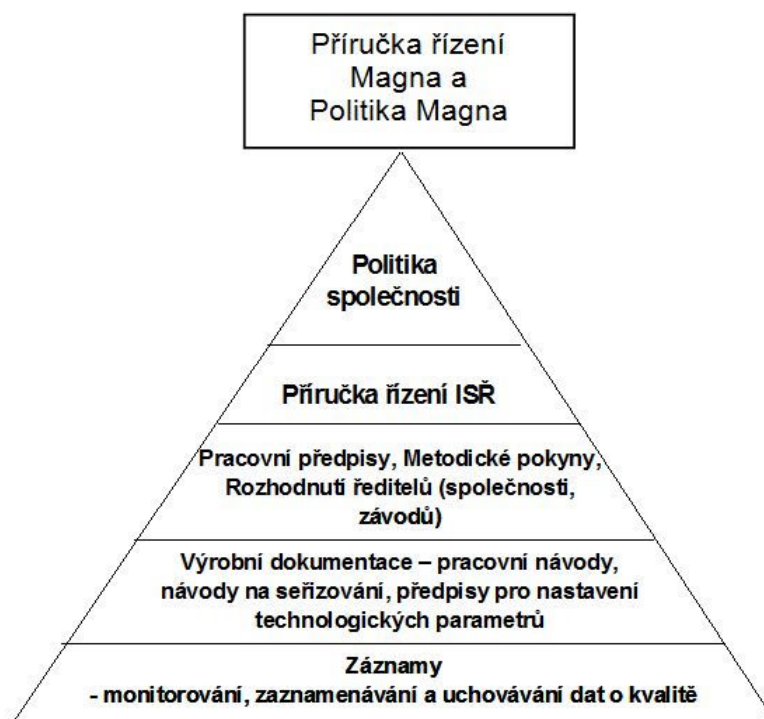 Příručka řízení
Magna a
Politika Magna
Politika
společnosti
Příručka řízení ISŘ
Pracovní předpisy, Metodické pokyny,
Rozhodnutí ředitelů (společnosti,
závodů)
Výrobní dokumentace – pracovní návody,
návody na seřizování, předpisy pro nastavení
technologických parametrů
Záznamy
- monitorování, zaznamenávání a uchovávání dat o kvalitě